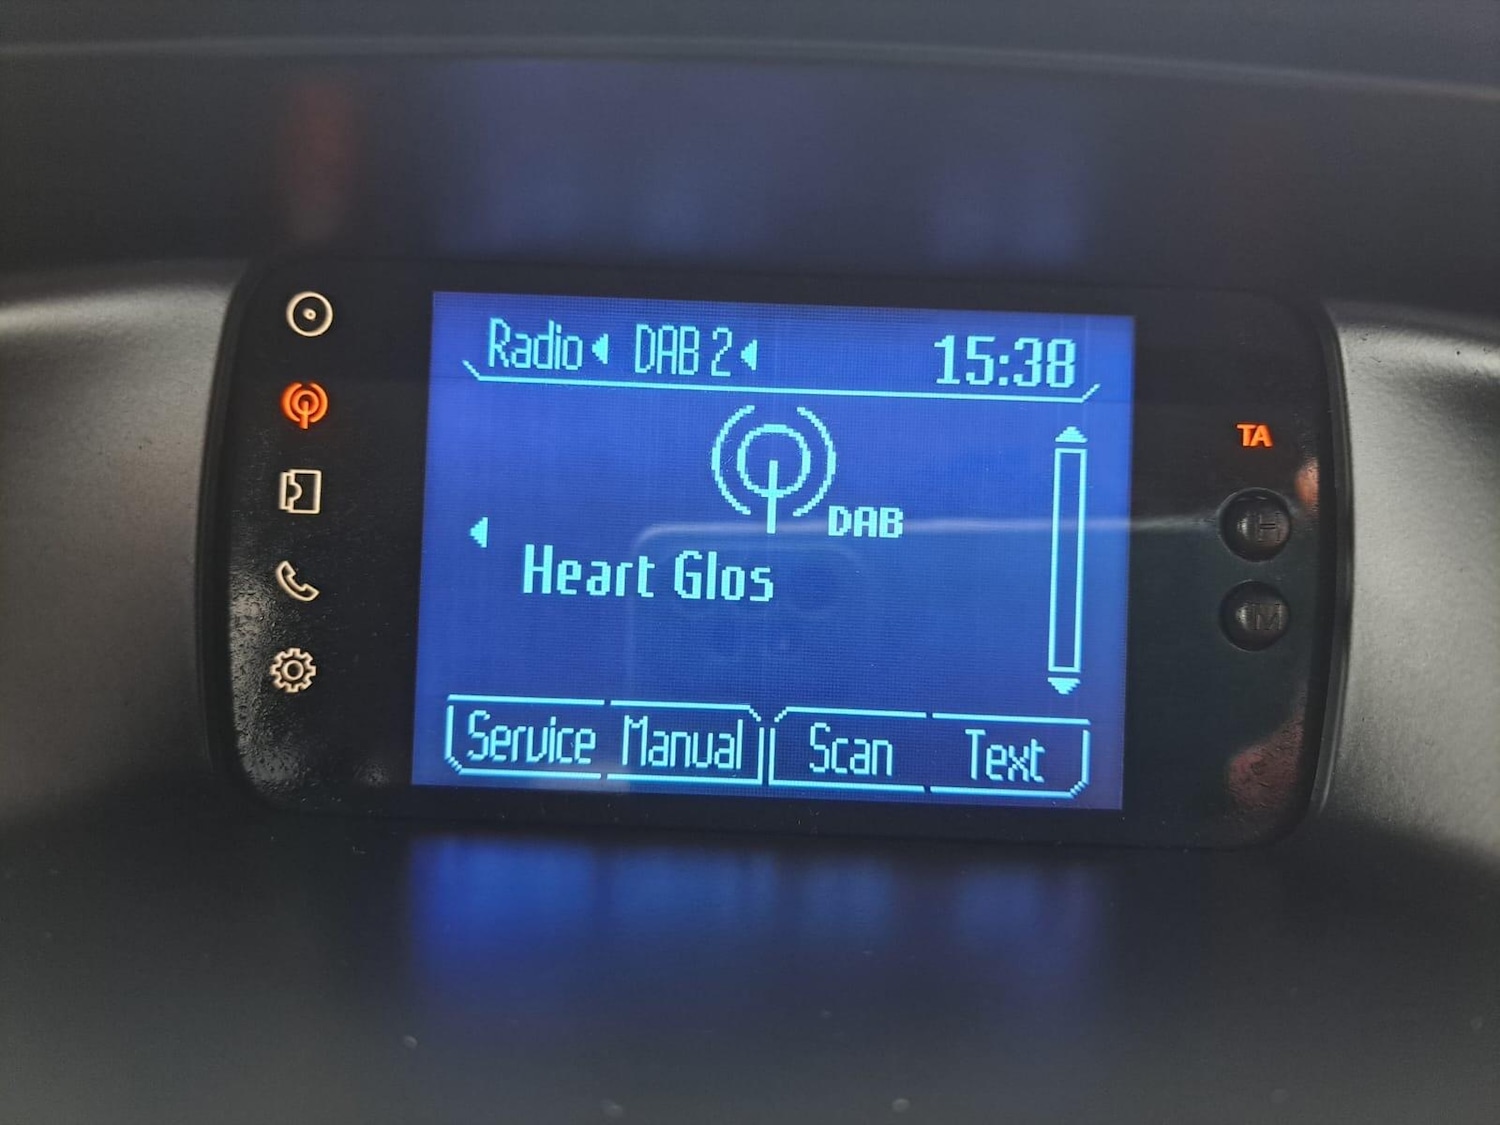 Radio DAB 2 15:38
TA
DAB
H
Heart Glos
M
Service Manual Scan Text